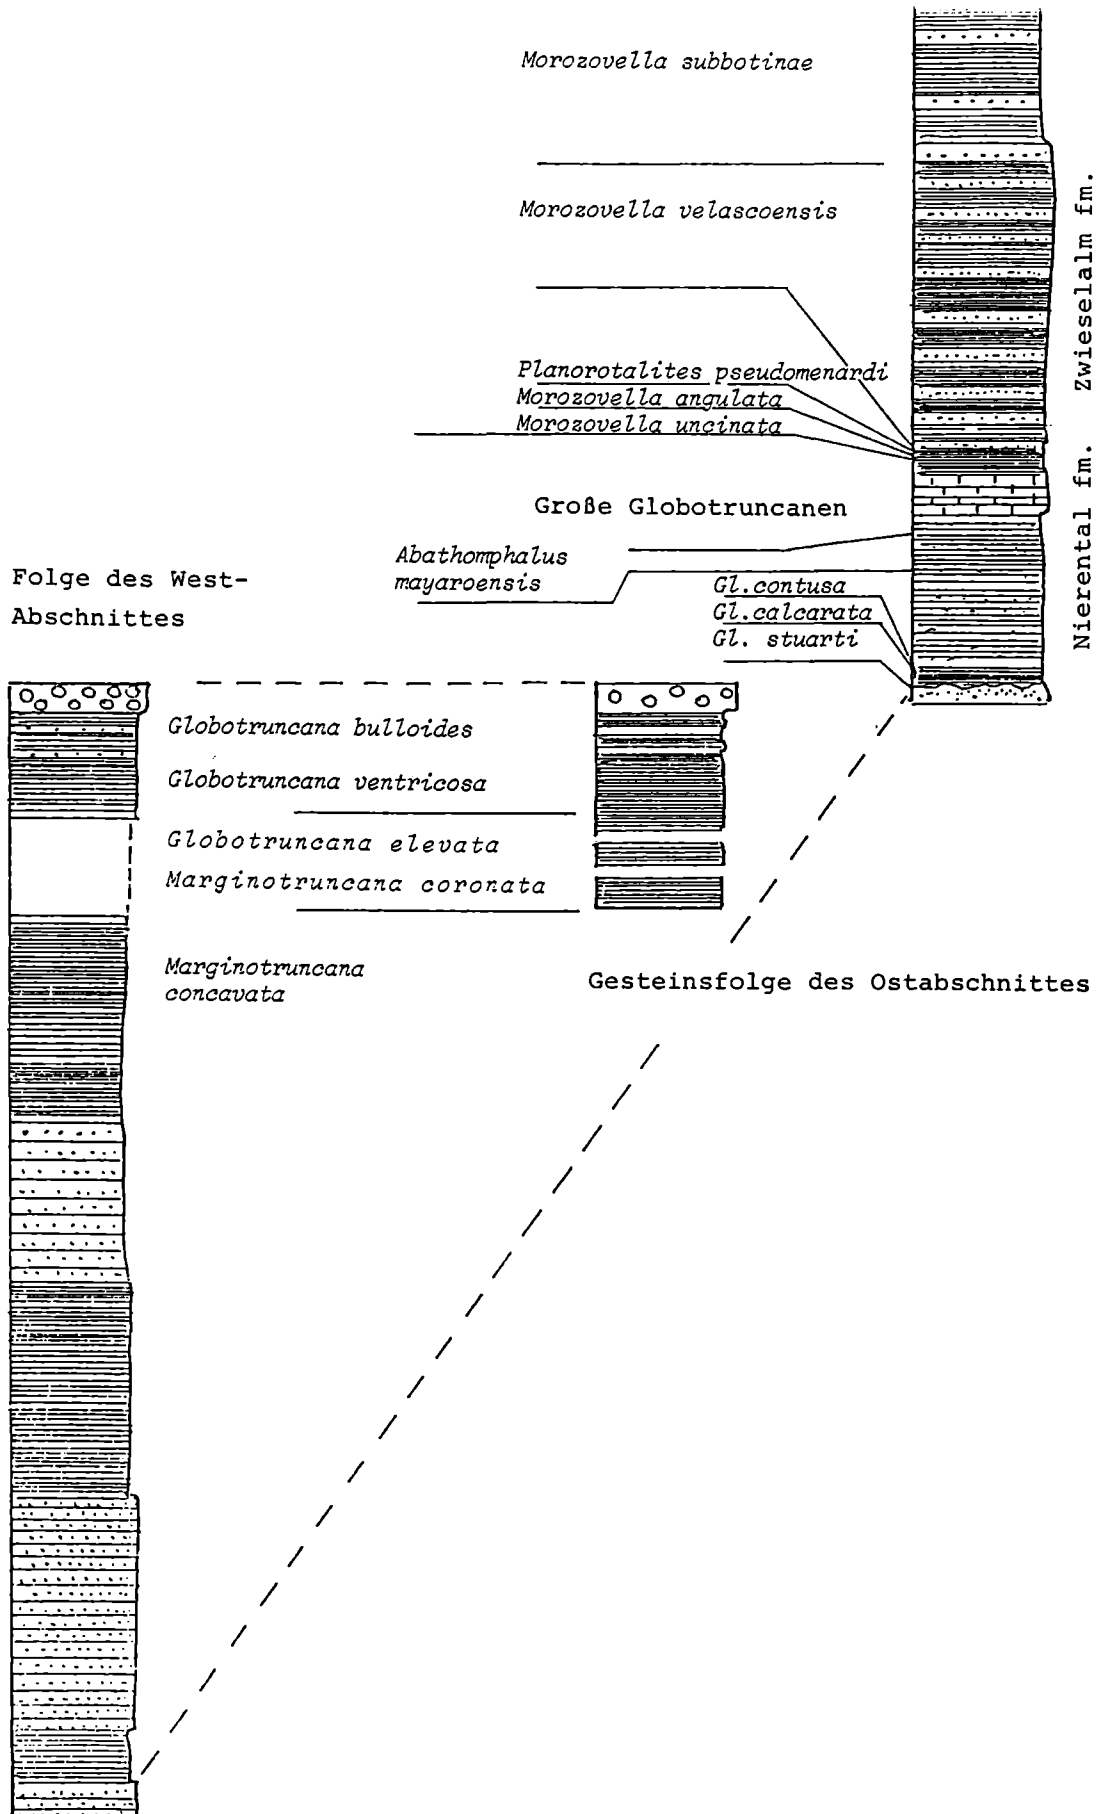 Morozovella subbotinae
Morozovella velascoensis
Zwieselalm fm.
Planorotalites pseudomenardi
Morozovella angulata
Morozovella uncinata
Große Globotruncanen
Nierental fm.
Abathomphalus
mayaroensis
Gl.contusa
Gl.calcarata
Gl. stuarti
Folge des West-
Abschnittes
Globotruncana bulloides
Globotruncana ventricosa
Globotruncana elevata
Marginotruncana coronata
Marginotruncana
concavata
Gesteinsfolge des Ostabschnittes